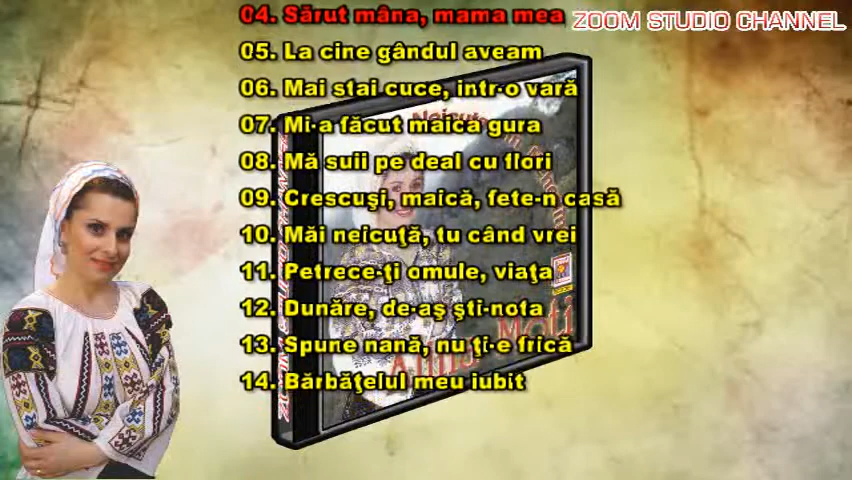 04. Sărut mâna, mama mea
ZOOM STUDIO CHANNEL
05. La cine gândul aveam
06. Mai stai cuce, intr-o vară
07. Mi-a făcut maica gura
08. Mă suii pe deal cu flori
09. Crescuşi, maică, fete-n casă
10. Măi neicuţă, tu când vrei
11. Petrece-ţi omule, viaţa
12. Dunăre, de-aş şti-nota
13. Spune nană, nu ţi-e frică
14. Bărbăţelul meu iubit